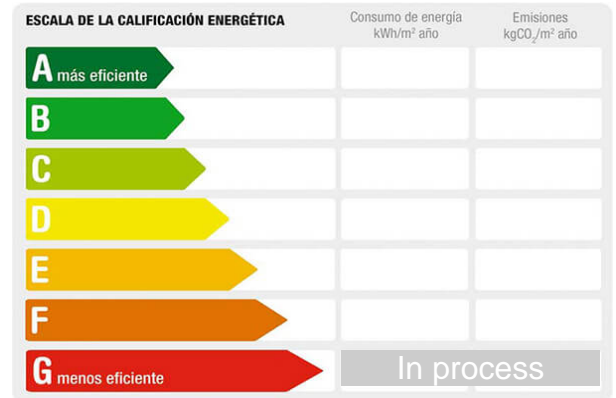 ESCALA DE LA CALIFICACIÓN ENERGÉTICA
Consumo de energía
kWh/m² año
Emisiones
kgCO₂/m² año
A más eficiente
B
C
D
E
F
G menos eficiente
In process